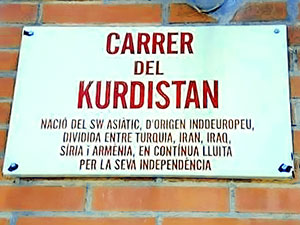 CARRER
DEL
KURDISTAN
NACIÓ DEL SW ASIÀTIC, D'ORIGEN INDOEUROPEU,
DIVIDIDA ENTRE TURQUIA, IRAN, IRAQ,
SÍRIA I ARMENIA, EN CONTÍNUA LLUITA
PER LA SEVA INDEPENDÈNCIA